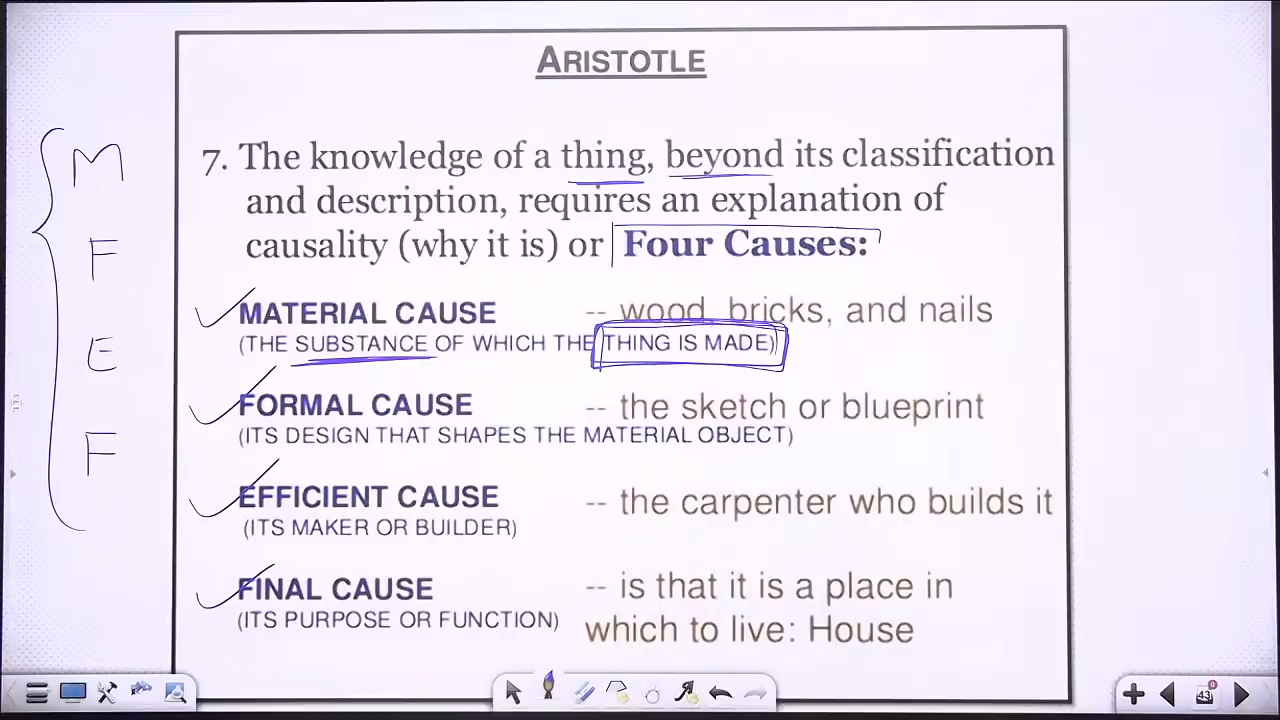 ARISTOTLE
7. The knowledge of a thing, beyond its classification
and description, requires an explanation of
causality (why it is) or Four Causes:
MATERIAL CAUSE -- wood, bricks, and nails
(THE SUBSTANCE OF WHICH THE THING IS MADE)
FORMAL CAUSE -- the sketch or blueprint
(ITS DESIGN THAT SHAPES THE MATERIAL OBJECT)
EFFICIENT CAUSE -- the carpenter who builds it
(ITS MAKER OR BUILDER)
FINAL CAUSE -- is that it is a place in
(ITS PURPOSE OR FUNCTION) which to live: House
M
F
E
F
43